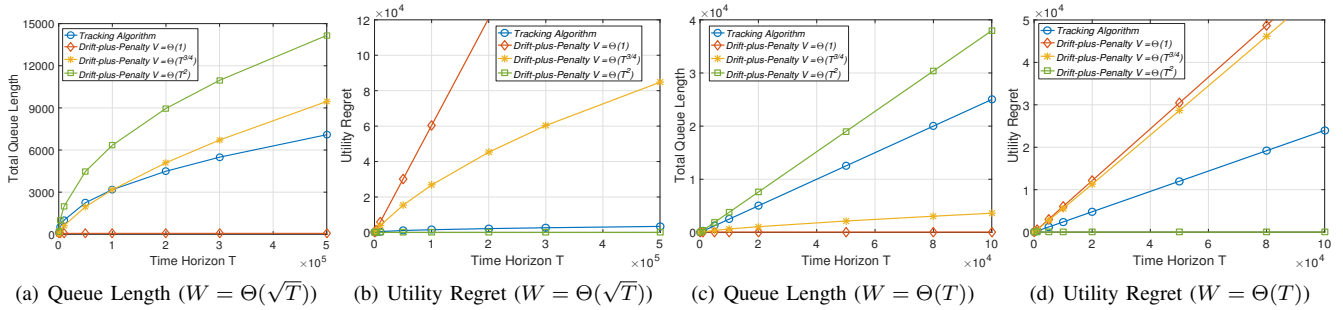 15000
12000
9000
6000
3000
0
Total Queue Length
Tracking Algorithm
Drift-plus-Penalty V = Θ(1)
Drift-plus-Penalty V = Θ(T^{3/4})
Drift-plus-Penalty V = Θ(T^2)
0 1 2 3 4 5
Time Horizon T
×10^5
(a) Queue Length (W = Θ(√T))
12 ×10^4
10
8
6
4
2
0
Utility Regret
Tracking Algorithm
Drift-plus-Penalty V = Θ(1)
Drift-plus-Penalty V = Θ(T^{3/4})
Drift-plus-Penalty V = Θ(T^2)
0 1 2 3 4 5
Time Horizon T
×10^5
(b) Utility Regret (W = Θ(√T))
4 ×10^4
3
2
1
0
Total Queue Length
Tracking Algorithm
Drift-plus-Penalty V = Θ(1)
Drift-plus-Penalty V = Θ(T^{3/4})
Drift-plus-Penalty V = Θ(T^2)
0 2 4 6 8 10
Time Horizon T
×10^4
(c) Queue Length (W = Θ(T))
5 ×10^4
4
3
2
1
0
Utility Regret
Tracking Algorithm
Drift-plus-Penalty V = Θ(1)
Drift-plus-Penalty V = Θ(T^{3/4})
Drift-plus-Penalty V = Θ(T^2)
0 2 4 6 8 10
Time Horizon T
×10^4
(d) Utility Regret (W = Θ(T))